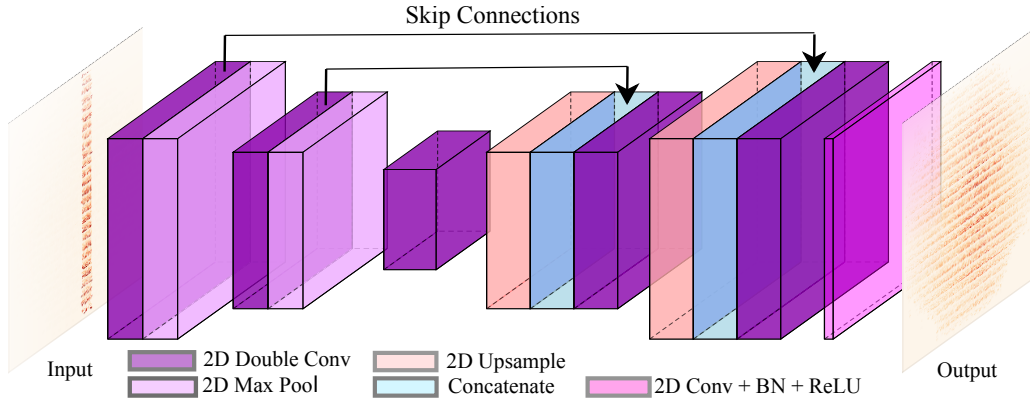 Skip Connections
Input
2D Double Conv
2D Upsample
Output
2D Max Pool
Concatenate
2D Conv + BN + ReLU